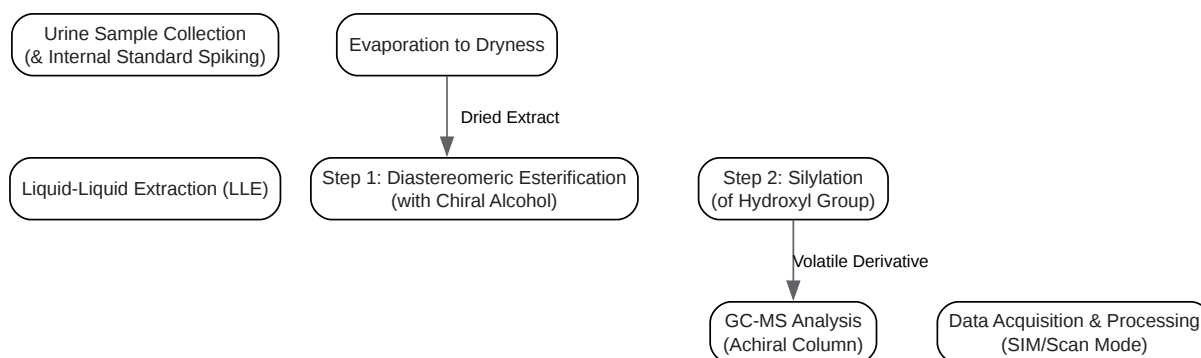 Urine Sample Collection
(& Internal Standard Spiking)
Evaporation to Dryness
Dried Extract
Liquid-Liquid Extraction (LLE)
Step 1: Diastereomeric Esterification
(with Chiral Alcohol)
Step 2: Silylation
(of Hydroxyl Group)
Volatile Derivative
GC-MS Analysis
(Achiral Column)
Data Acquisition & Processing
(SIM/Scan Mode)